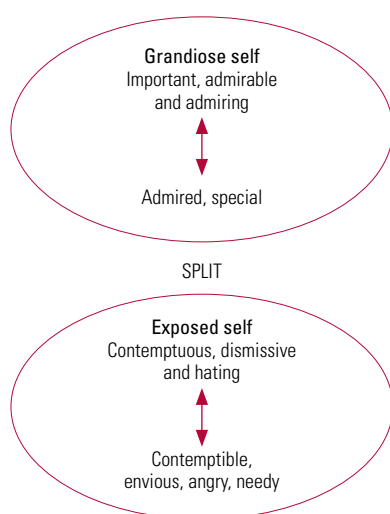 Grandiose self
Important, admirable
and admiring
Admired, special
SPLIT
Exposed self
Contemptuous, dismissive
and hating
Contemptible,
envious, angry, needy